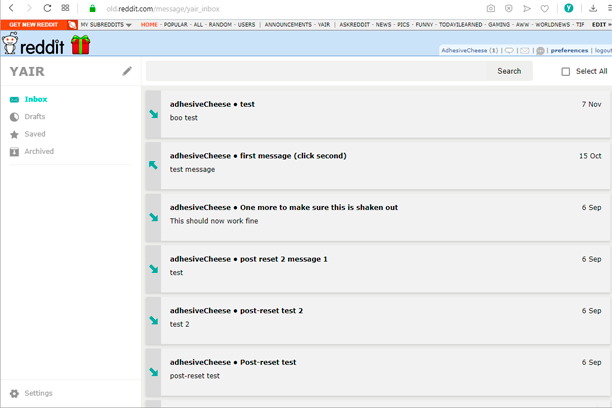 old.reddit.com/message/yair_inbox
GET NEW REDDIT MY SUBREDDITS HOME - POPULAR - ALL - RANDOM - USERS | ANNOUNCEMENTS - YAIR | ASKREDDIT - NEWS - PICS - FUNNY - TODAYILEARNED - GAMING - AWW - WORLDNEWS - TIF EDIT »
reddit AdhesiveCheese (1) | | | | preferences | logout
YAIR Search Select All
Inbox
Drafts
Saved
Archived
adhesiveCheese ● test 7 Nov
boo test
adhesiveCheese ● first message (click second) 15 Oct
test message
adhesiveCheese ● One more to make sure this is shaken out 6 Sep
This should now work fine
adhesiveCheese ● post reset 2 message 1 6 Sep
test
adhesiveCheese ● post-reset test 2 6 Sep
test 2
adhesiveCheese ● Post-reset test 6 Sep
post-reset test
Settings